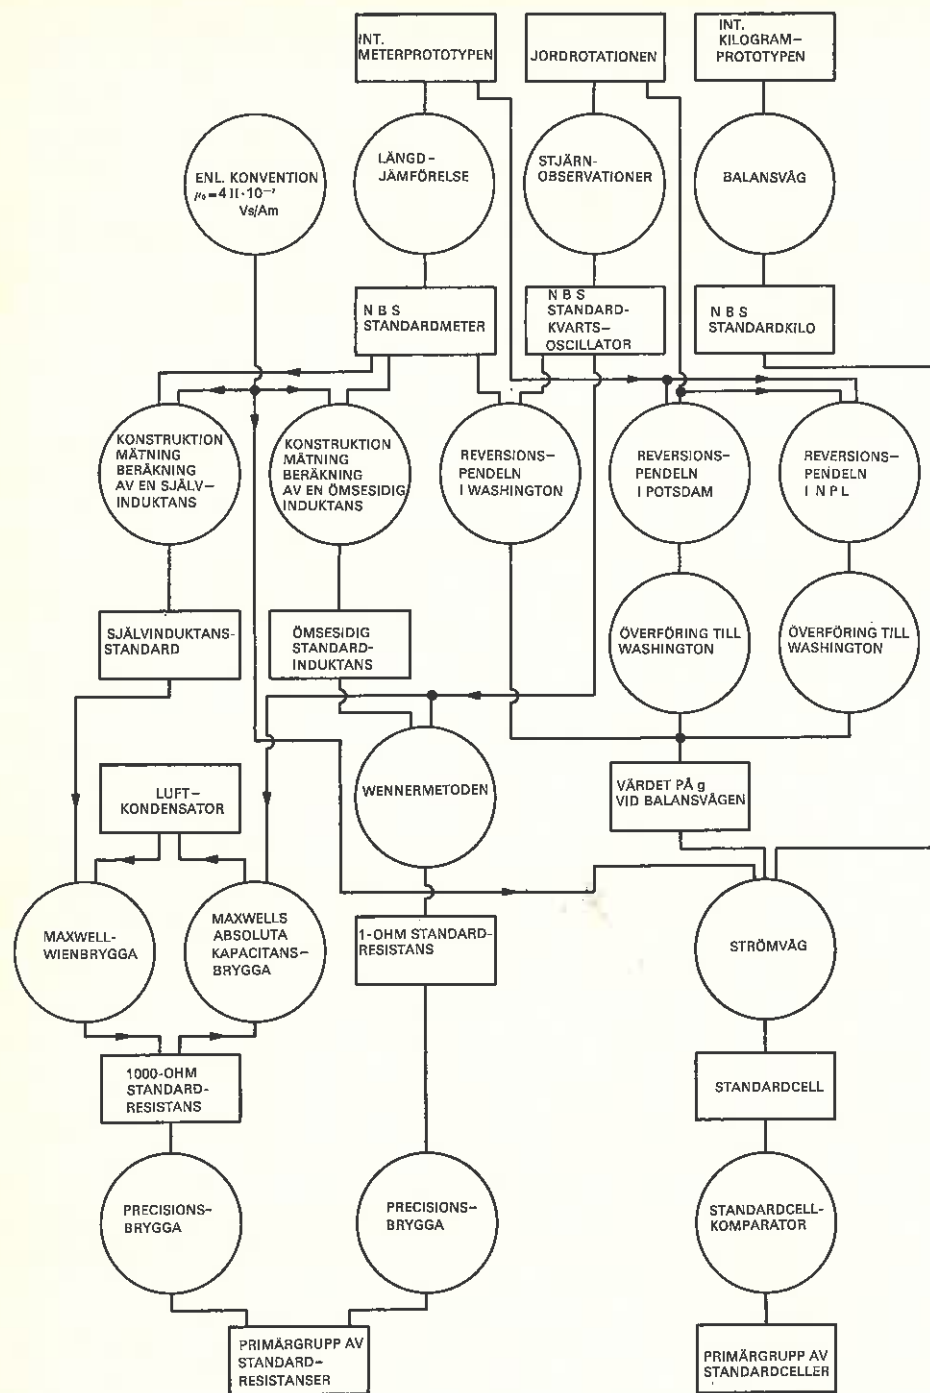 INT.
METERPROTOTYPEN
JORDROTATIONEN
INT.
KILOGRAM-
PROTOTYPEN
ENL. KONVENTION
μ₀=4Π·10⁻⁷
Vs/Am
LÄNGD-
JÄMFÖRELSE
STJÄRN-
OBSERVATIONER
BALANSVÅG
N B S
STANDARDMETER
N B S
STANDARD-
KVARTS-
OSCILLATOR
N B S
STANDARDKILO
KONSTRUKTION
MÄTNING
BERÄKNING
AV EN SJÄLV-
INDUKTANS
KONSTRUKTION
MÄTNING
BERÄKNING
AV EN ÖMSESIDIG
INDUKTANS
REVERSIONS-
PENDELN
I WASHINGTON
REVERSIONS-
PENDELN
I POTSDAM
REVERSIONS-
PENDELN
I N P L
SJÄLVINDUKTANS-
STANDARD
ÖMSESIDIG
STANDARD-
INDUKTANS
ÖVERFÖRING TILL
WASHINGTON
ÖVERFÖRING TILL
WASHINGTON
LUFT-
KONDENSATOR
WENNERMETODEN
VÄRDET PÅ g
VID BALANSVÅGEN
MAXWELL-
WIENBRYGGA
MAXWELLS
ABSOLUTA
KAPACITANS-
BRYGGA
1-OHM STANDARD-
RESISTANS
STRÖMVÅG
1000-OHM
STANDARD-
RESISTANS
STANDARDCELL
PRECISIONS-
BRYGGA
PRECISIONS-
BRYGGA
STANDARDCELL-
KOMPARATOR
PRIMÄRGRUPP AV
STANDARD-
RESISTANSER
PRIMÄRGRUPP AV
STANDARDCELLER